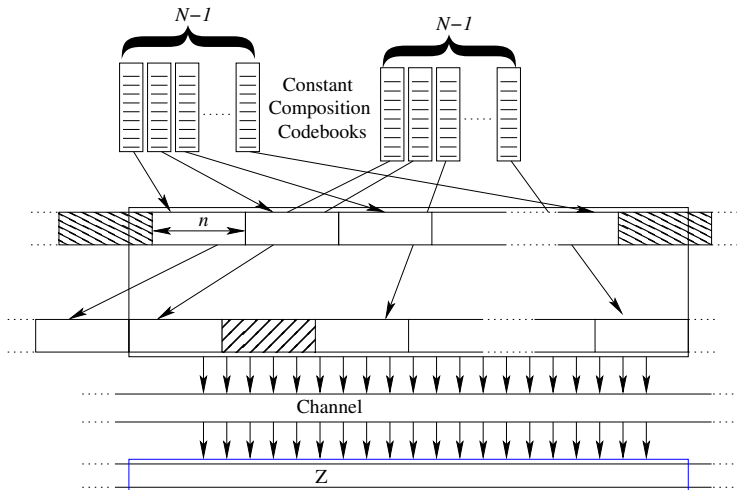 N−1
N−1
Constant
Composition
Codebooks
n
Channel
Z